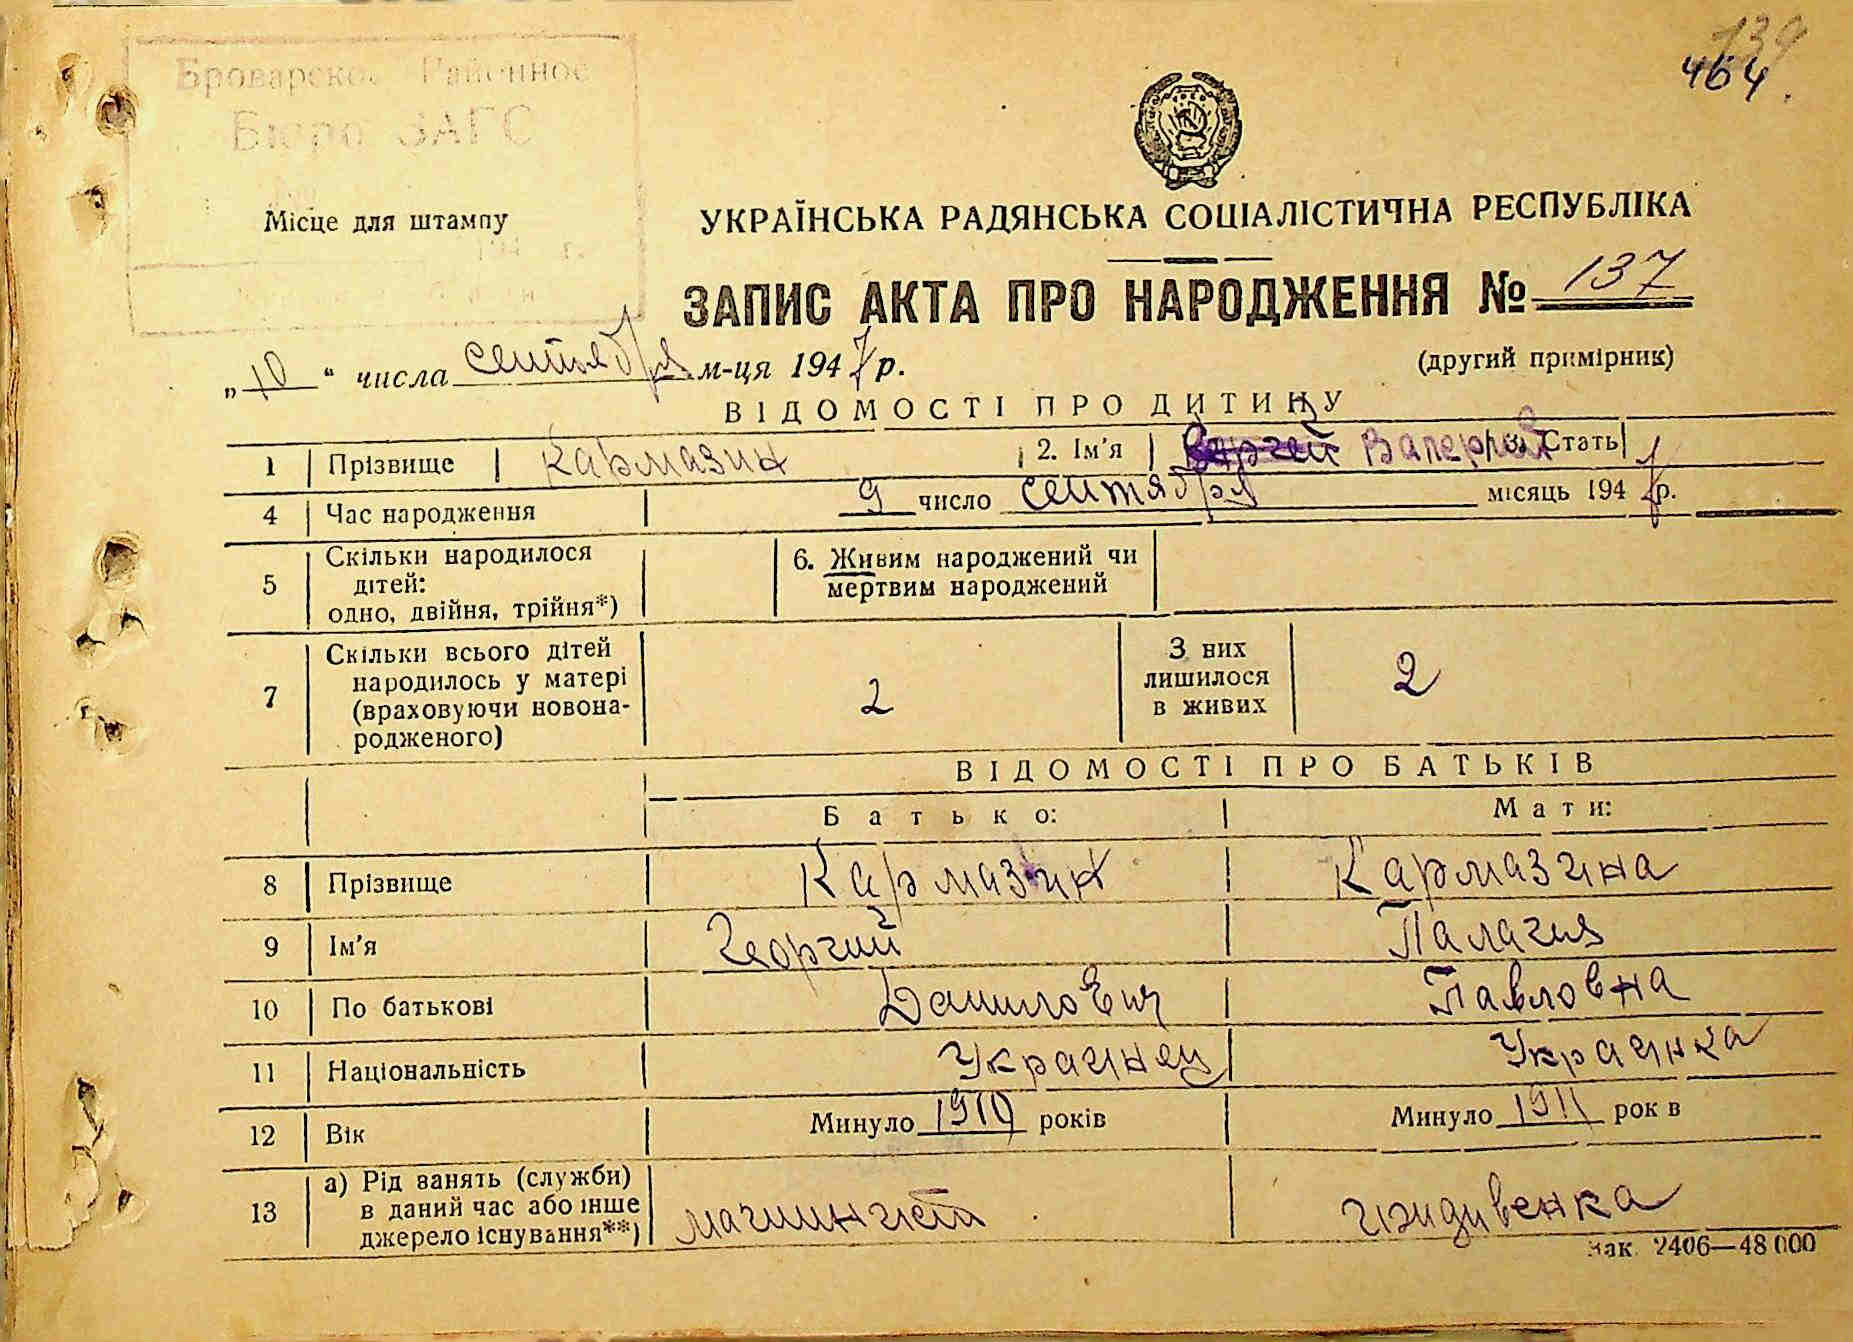 139
464
Броварское Районное
Бюро ЗАГС
Місце для штампу
УКРАЇНСЬКА РАДЯНСЬКА СОЦІАЛІСТИЧНА РЕСПУБЛІКА
ЗАПИС АКТА ПРО НАРОДЖЕННЯ № 137
„10“ числа сентября м-ця 1947 р.
(другий примірник)
ВІДОМОСТІ ПРО ДИТИНУ
1 Прізвище Кармазин 2. Ім'я Сергей Валерий 3. Стать
4 Час народження 9 число сентября місяць 1947 р.
5 Скільки народилося дітей: одно, двійня, трійня*) 6. Живим народжений чи мертвим народжений
7 Скільки всього дітей народилось у матері (враховуючи новонародженого) 2 З них лишилося в живих 2
ВІДОМОСТІ ПРО БАТЬКІВ
Батько: Мати:
8 Прізвище Кармазин Кармазина
9 Ім'я Георгий Палагия
10 По батькові Данилович Павловна
11 Національність Украинец Украинка
12 Вік Минуло 1910 років Минуло 1911 рок в
13 а) Рід занять (служби) в даний час або інше джерело існування**) машиниста иждивенка
Зак. 2406—48 000